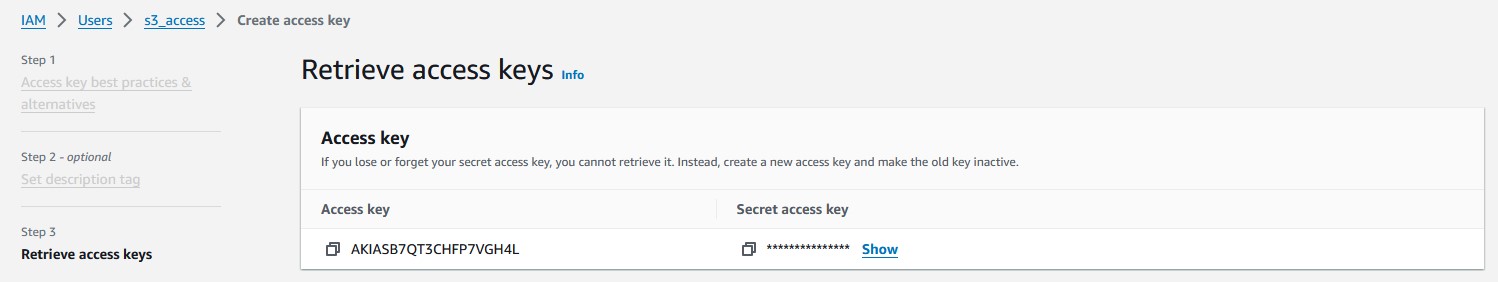 IAM > Users > s3_access > Create access key
Step 1
Access key best practices &
alternatives
Step 2 - optional
Set description tag
Step 3
Retrieve access keys
Retrieve access keys Info
Access key
If you lose or forget your secret access key, you cannot retrieve it. Instead, create a new access key and make the old key inactive.
Access key Secret access key
AKIASB7QT3CHFP7VGH4L *************** Show